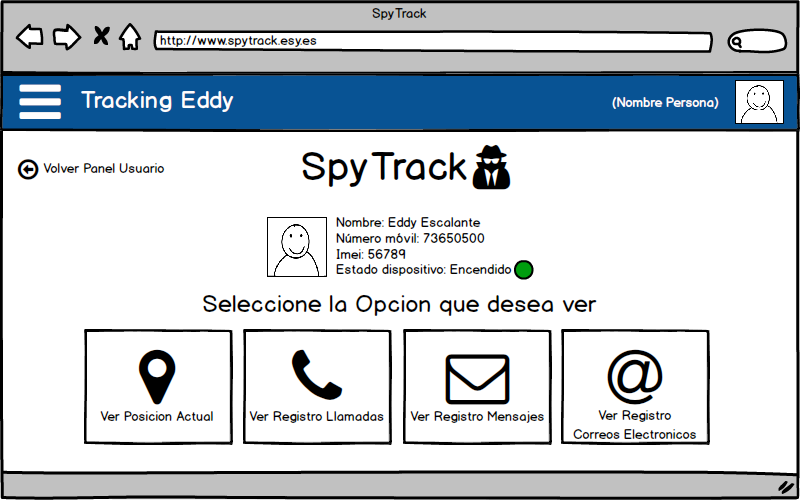 SpyTrack
http://www.spytrack.esy.es
Tracking Eddy
(Nombre Persona)
Volver Panel Usuario
SpyTrack
Nombre: Eddy Escalante
Número móvil: 73650500
Imei: 56789
Estado dispositivo: Encendido
Seleccione la Opcion que desea ver
Ver Posicion Actual
Ver Registro Llamadas
Ver Registro Mensajes
@
Ver Registro
Correos Electronicos